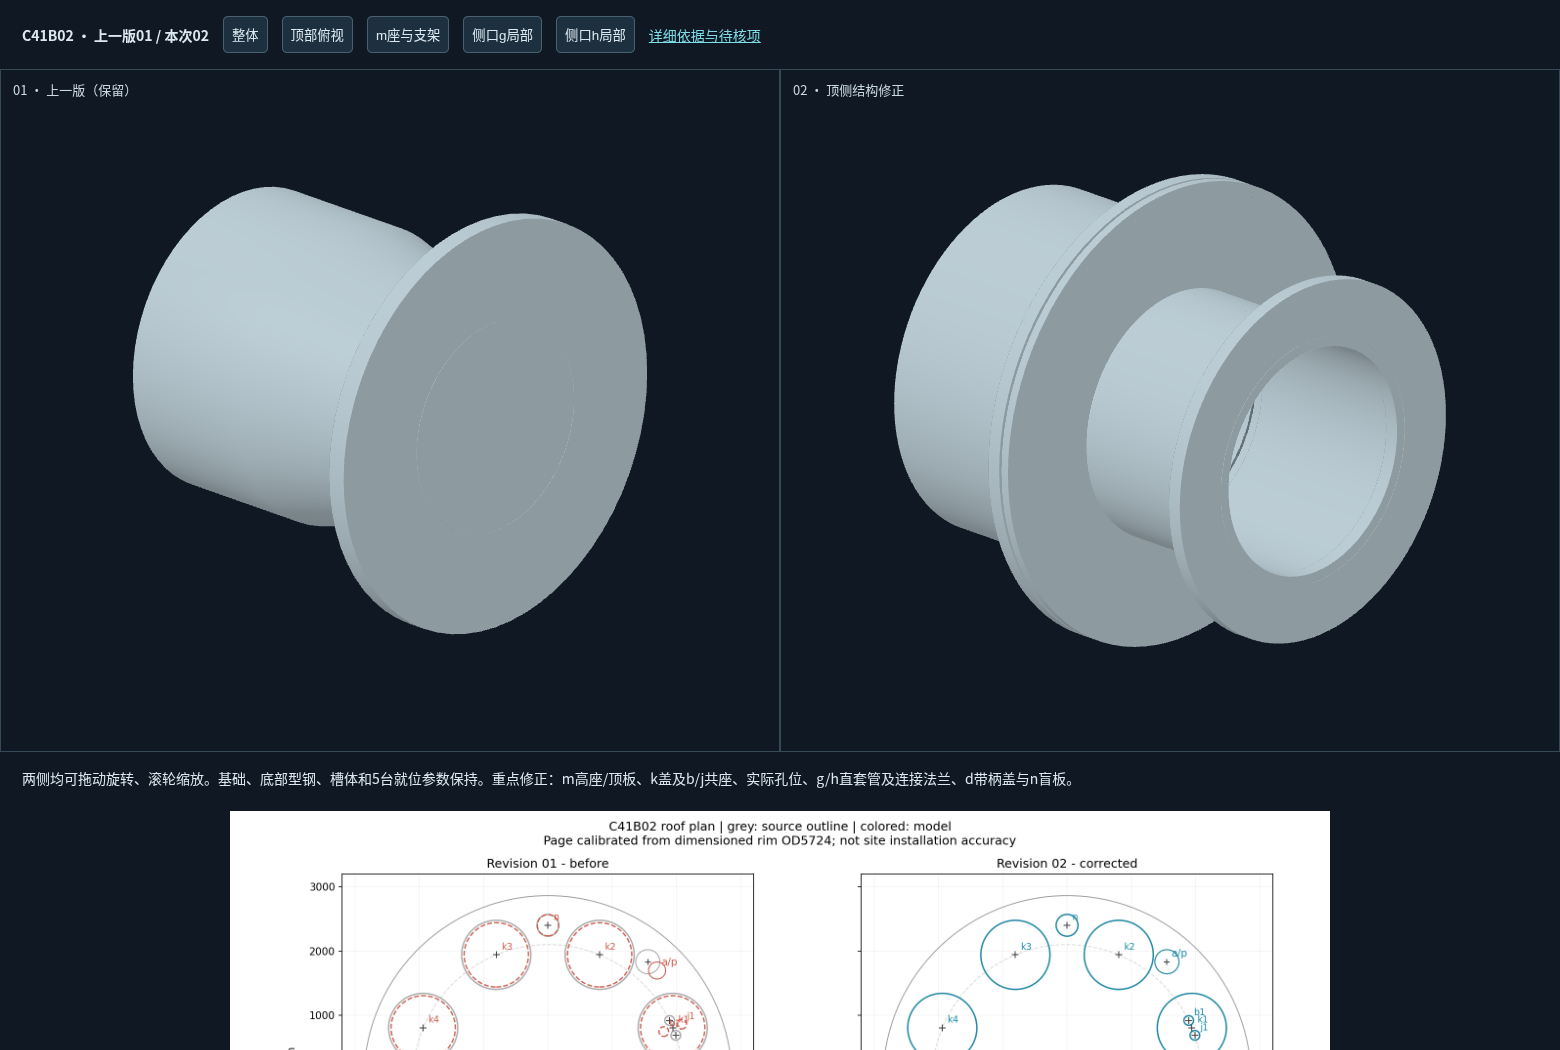 C41B02 · 上一版01 / 本次02 整体 顶部俯视 m座与支架 侧口g局部 侧口h局部 详细依据与待核项
01 · 上一版（保留）
02 · 顶侧结构修正
两侧均可拖动旋转、滚轮缩放。基础、底部型钢、槽体和5台就位参数保持。重点修正：m高座/顶板、k盖及b/j共座、实际孔位、g/h直套管及连接法兰、d带柄盖与n盲板。
C41B02 roof plan | grey: source outline | colored: model
Page calibrated from dimensioned rim OD5724; not site installation accuracy
Revision 01 - before
Revision 02 - corrected
3000
2000
1000
k3
k2
a/p
k4
j1
n
k3
k2
a/p
k4
b1
k1
j1